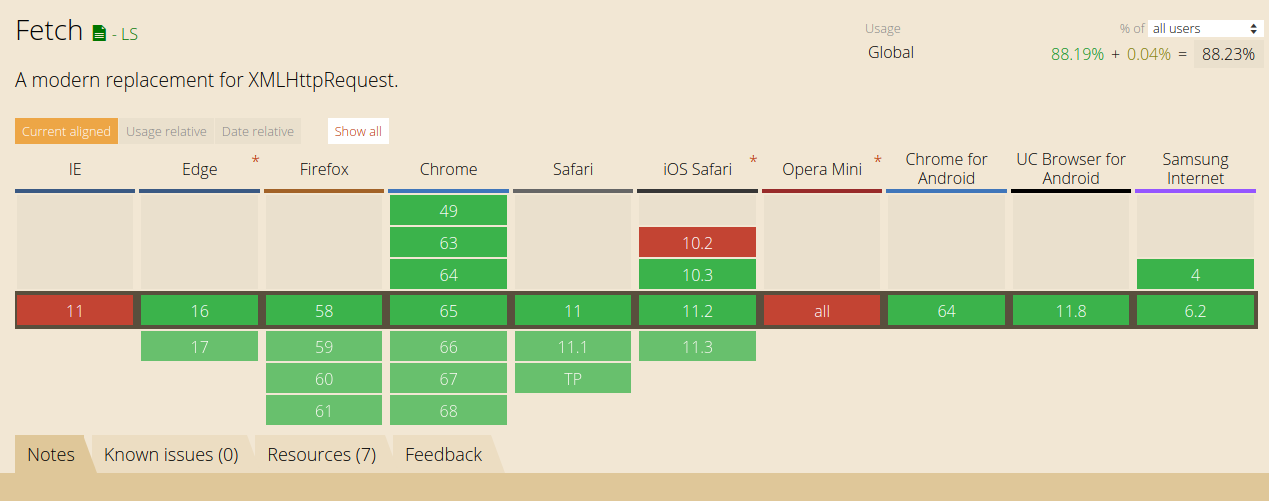 Fetch - LS
Usage % of all users
Global 88.19% + 0.04% = 88.23%
A modern replacement for XMLHttpRequest.
Current aligned Usage relative Date relative Show all
IE Edge * Firefox Chrome Safari iOS Safari * Opera Mini * Chrome for Android UC Browser for Android Samsung Internet
49
63 10.2
64 10.3 4
11 16 58 65 11 11.2 all 64 11.8 6.2
17 59 66 11.1 11.3
60 67 TP
61 68
Notes Known issues (0) Resources (7) Feedback